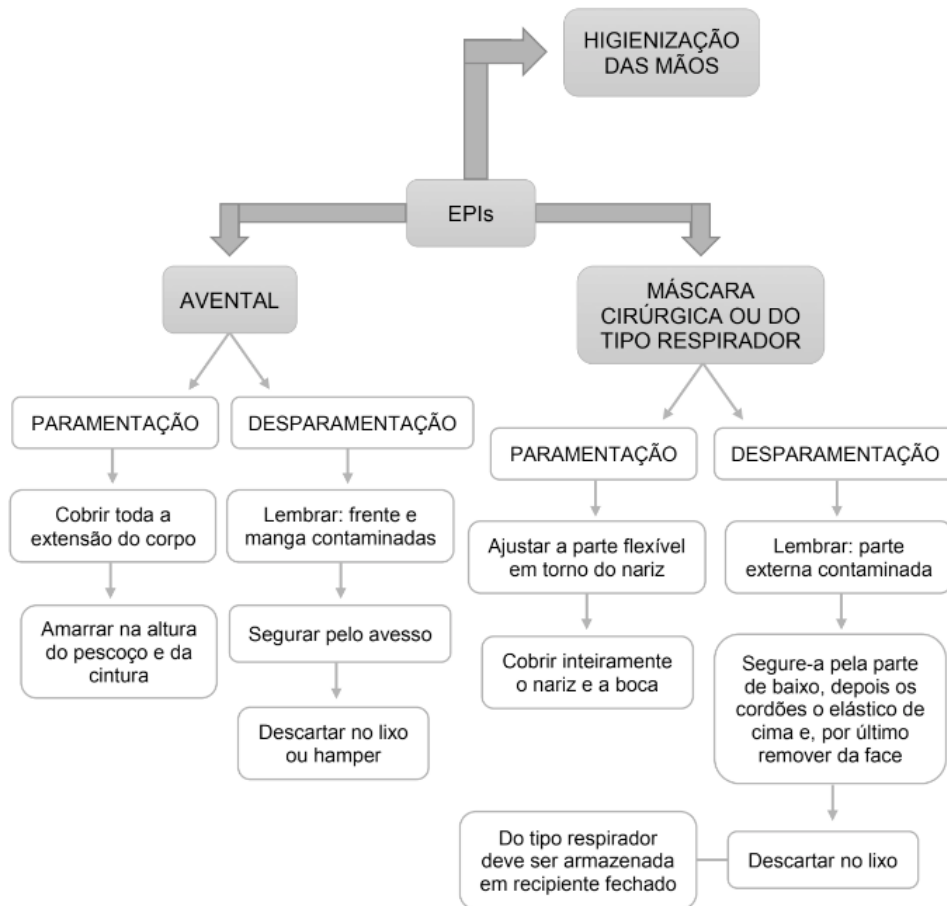 HIGIENIZAÇÃO
DAS MÃOS
EPIs
AVENTAL
MÁSCARA
CIRÚRGICA OU DO
TIPO RESPIRADOR
PARAMENTAÇÃO
DESPARAMENTAÇÃO
Cobrir toda a
extensão do corpo
Lembrar: frente e
manga contaminadas
Amarrar na altura
do pescoço e da
cintura
Segurar pelo avesso
Descartar no lixo
ou hamper
PARAMENTAÇÃO
DESPARAMENTAÇÃO
Ajustar a parte flexível
em torno do nariz
Lembrar: parte
externa contaminada
Cobrir inteiramente
o nariz e a boca
Segure-a pela parte
de baixo, depois os
cordões o elástico de
cima e, por último
remover da face
Do tipo respirador
deve ser armazenada
em recipiente fechado
Descartar no lixo